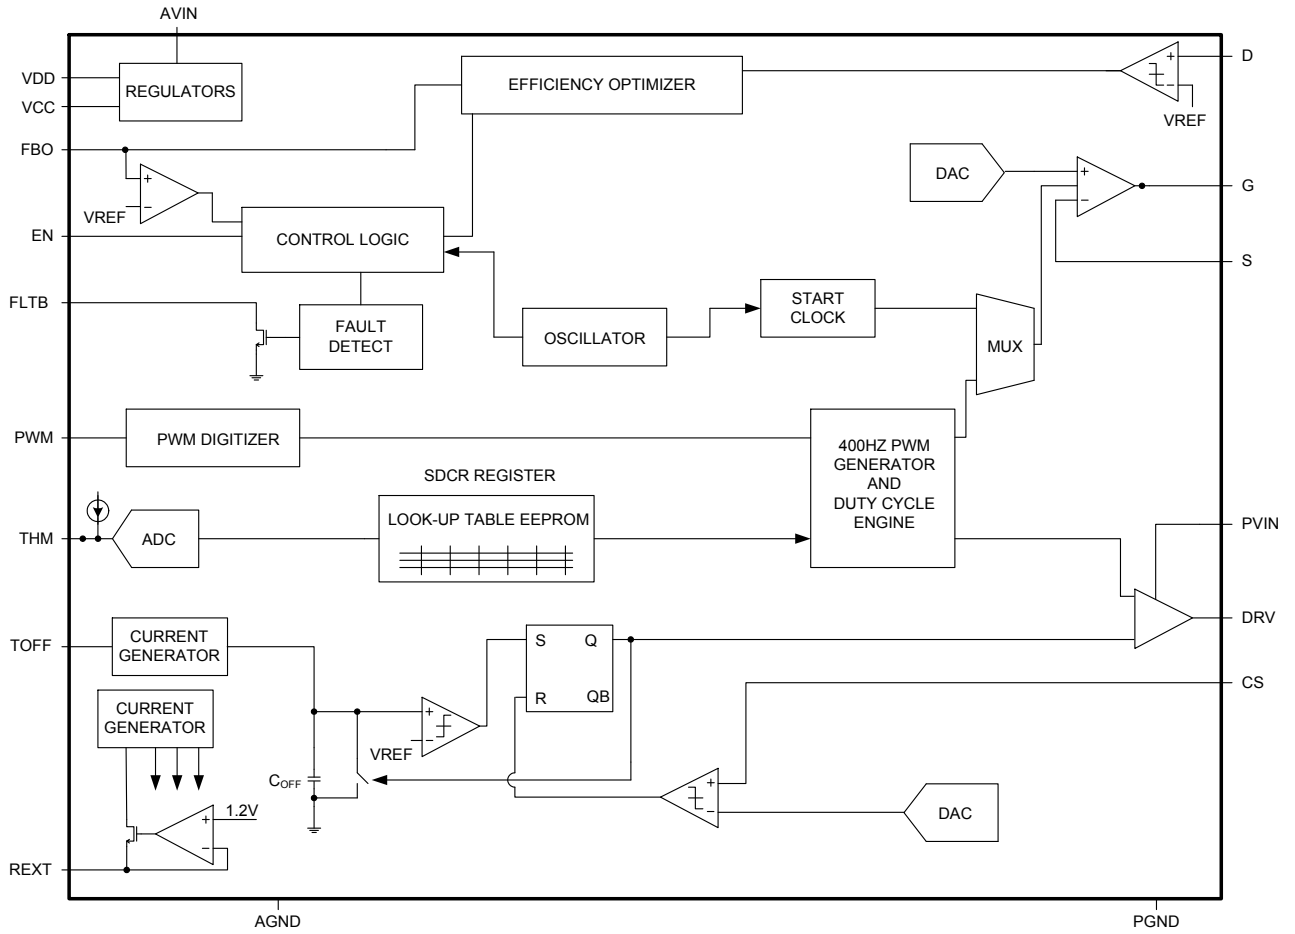 AVIN
VDD
VCC
REGULATORS
EFFICIENCY OPTIMIZER
+
−
D
VREF
FBO
+
−
VREF
DAC
+
−
G
EN
CONTROL LOGIC
S
FLTB
FAULT
DETECT
OSCILLATOR
START
CLOCK
MUX
PWM
PWM DIGITIZER
400HZ PWM
GENERATOR
AND
DUTY CYCLE
ENGINE
SDCR REGISTER
LOOK-UP TABLE EEPROM
THM
ADC
PVIN
DRV
TOFF
CURRENT
GENERATOR
S
Q
R
QB
CS
CURRENT
GENERATOR
+
−
VREF
COFF
+
−
DAC
1.2V
+
−
REXT
AGND
PGND